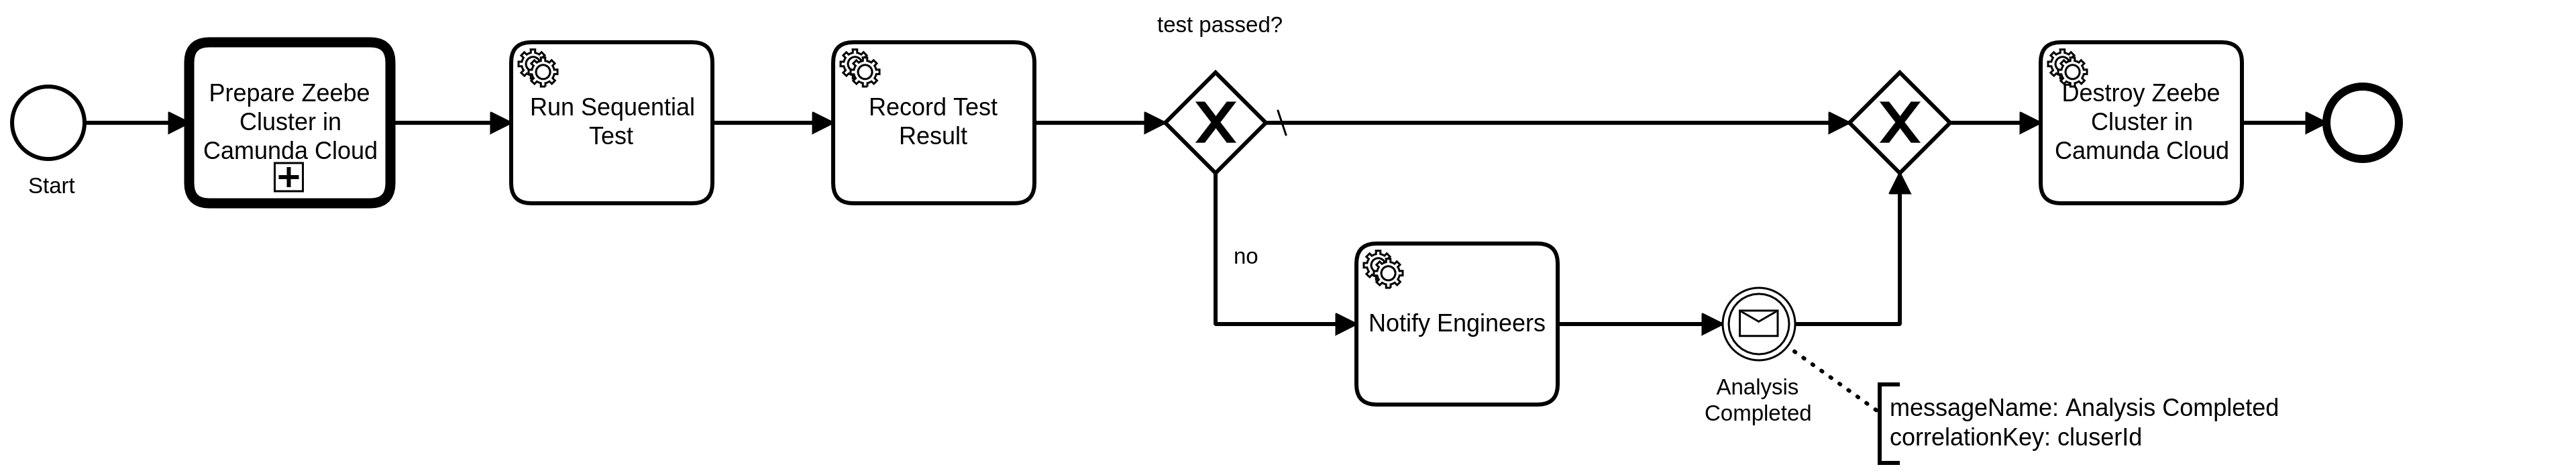 test passed?
Prepare Zeebe
Cluster in
Camunda Cloud
Start
Run Sequential
Test
Record Test
Result
Destroy Zeebe
Cluster in
Camunda Cloud
no
Notify Engineers
Analysis
Completed
messageName: Analysis Completed
correlationKey: cluserId